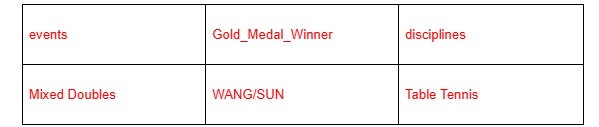 events Gold_Medal_Winner disciplines
Mixed Doubles WANG/SUN Table Tennis